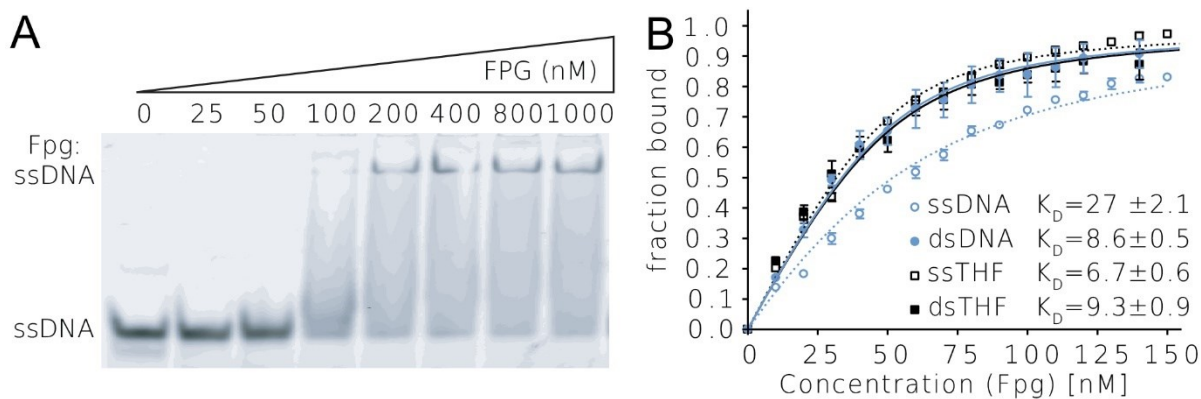 A
FPG (nM)
0 25 50 100 200 400 800 1000
Fpg:
ssDNA
ssDNA
B
fraction bound
1.0
0.9
0.8
0.7
0.6
0.5
0.4
0.3
0.2
0.1
0.0
ssDNA K_D=27 ±2.1
dsDNA K_D=8.6±0.5
ssTHF K_D=6.7±0.6
dsTHF K_D=9.3±0.9
0 25 50 75 100 125 150
Concentration (Fpg) [nM]